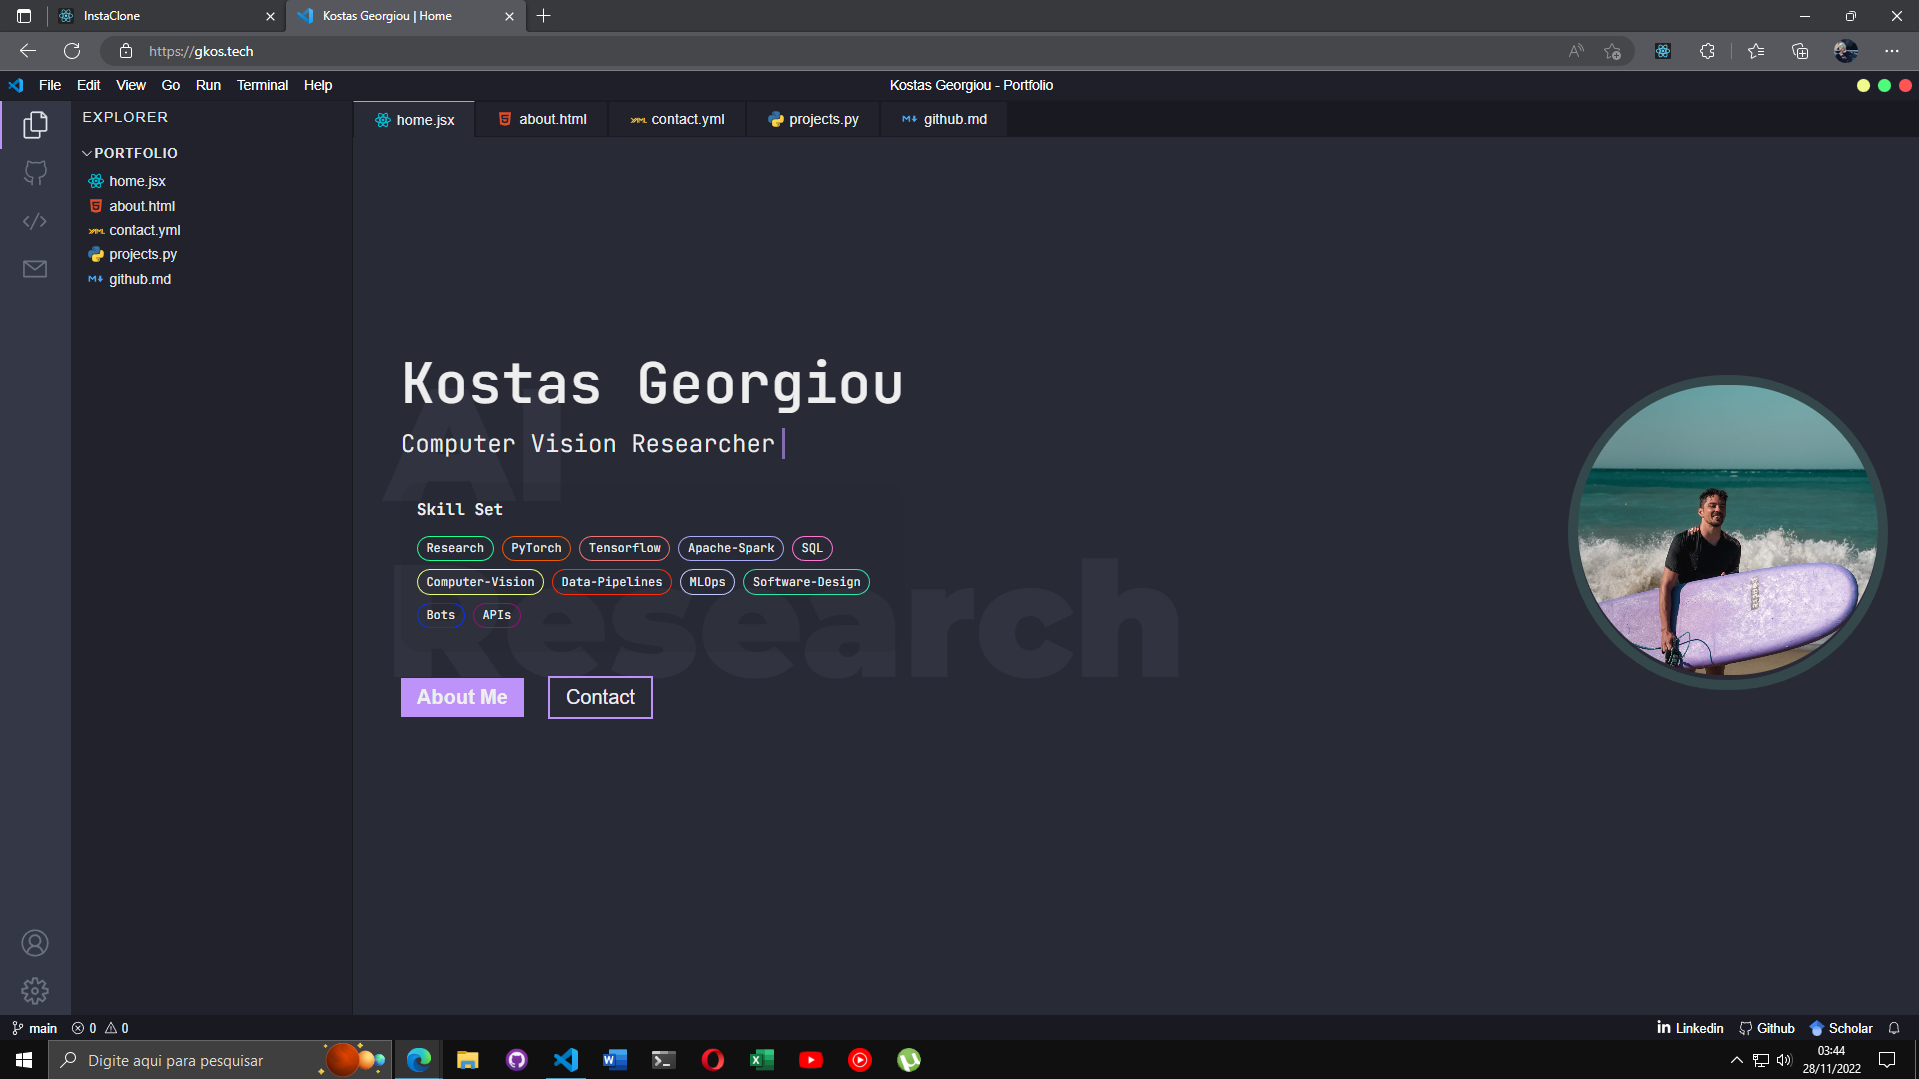 InstaClone
Kostas Georgiou | Home
https://gkos.tech
File Edit View Go Run Terminal Help
Kostas Georgiou - Portfolio
EXPLORER
PORTFOLIO
home.jsx
about.html
contact.yml
projects.py
github.md
home.jsx
about.html
contact.yml
projects.py
github.md
AI
Research
Kostas Georgiou
Computer Vision Researcher
Skill Set
Research PyTorch Tensorflow Apache-Spark SQL
Computer-Vision Data-Pipelines MLOps Software-Design
Bots APIs
About Me Contact
main 0 0
Linkedin Github Scholar
Digite aqui para pesquisar
03:44
28/11/2022